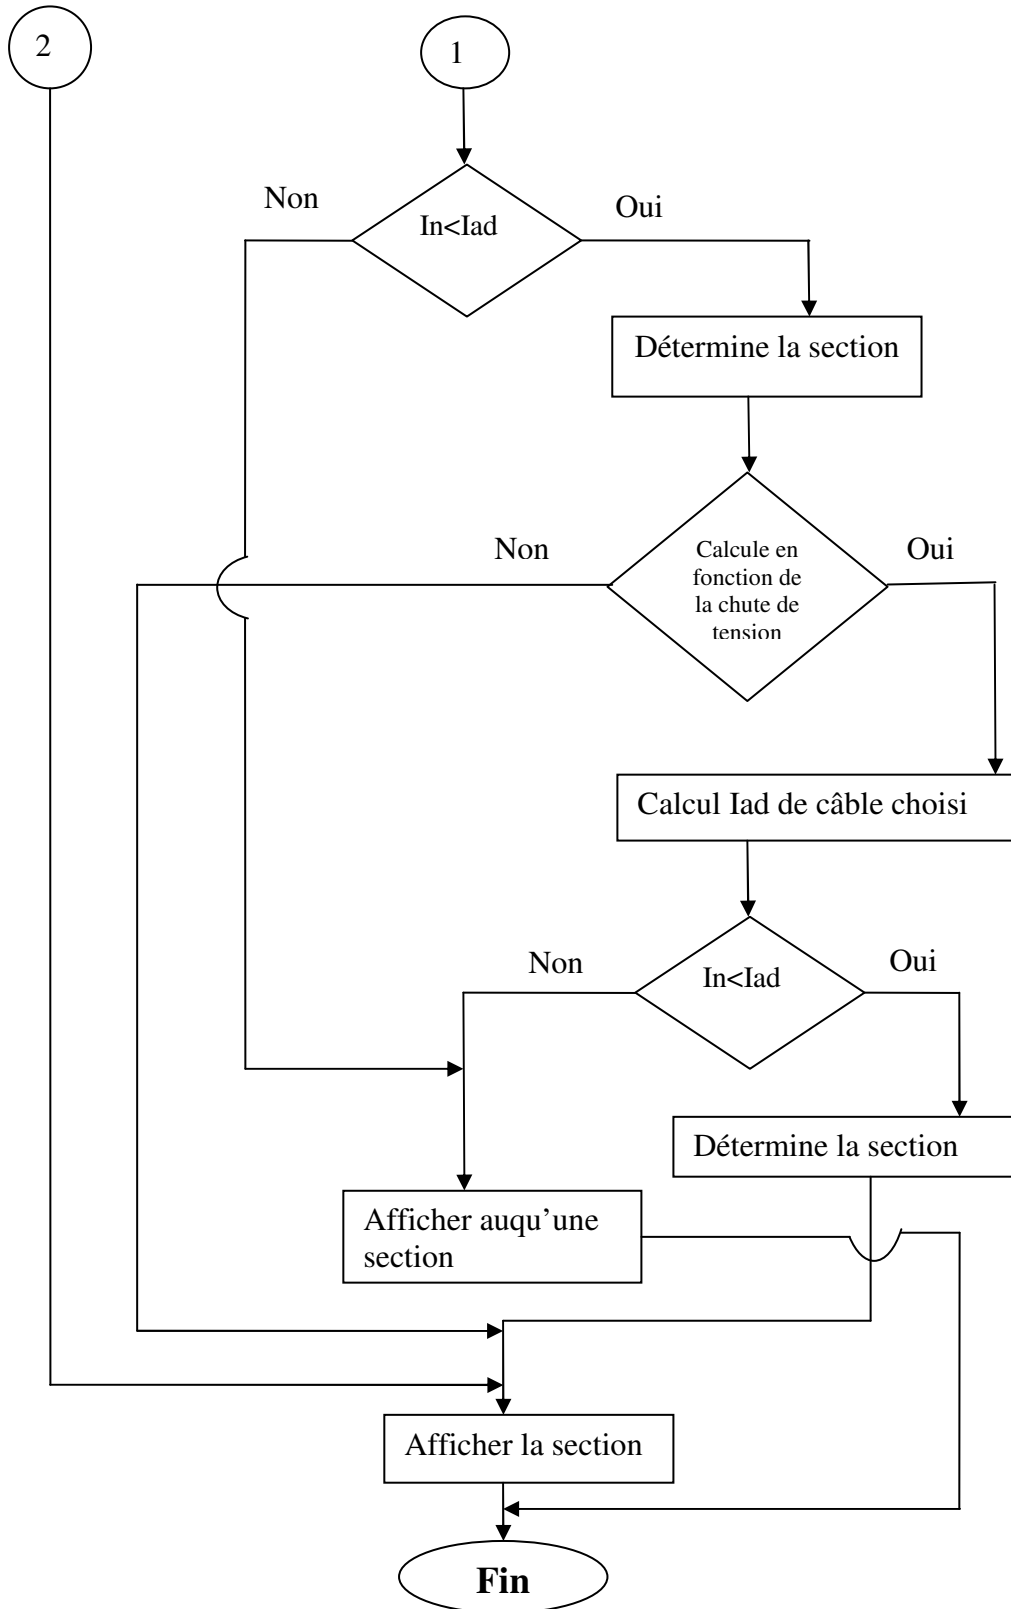 2
1
Non
Oui
In<Iad
Détermine la section
Non
Oui
Calcule en
fonction de
la chute de
tension
Calcul Iad de câble choisi
Non
Oui
In<Iad
Détermine la section
Afficher auqu’une
section
Afficher la section
Fin